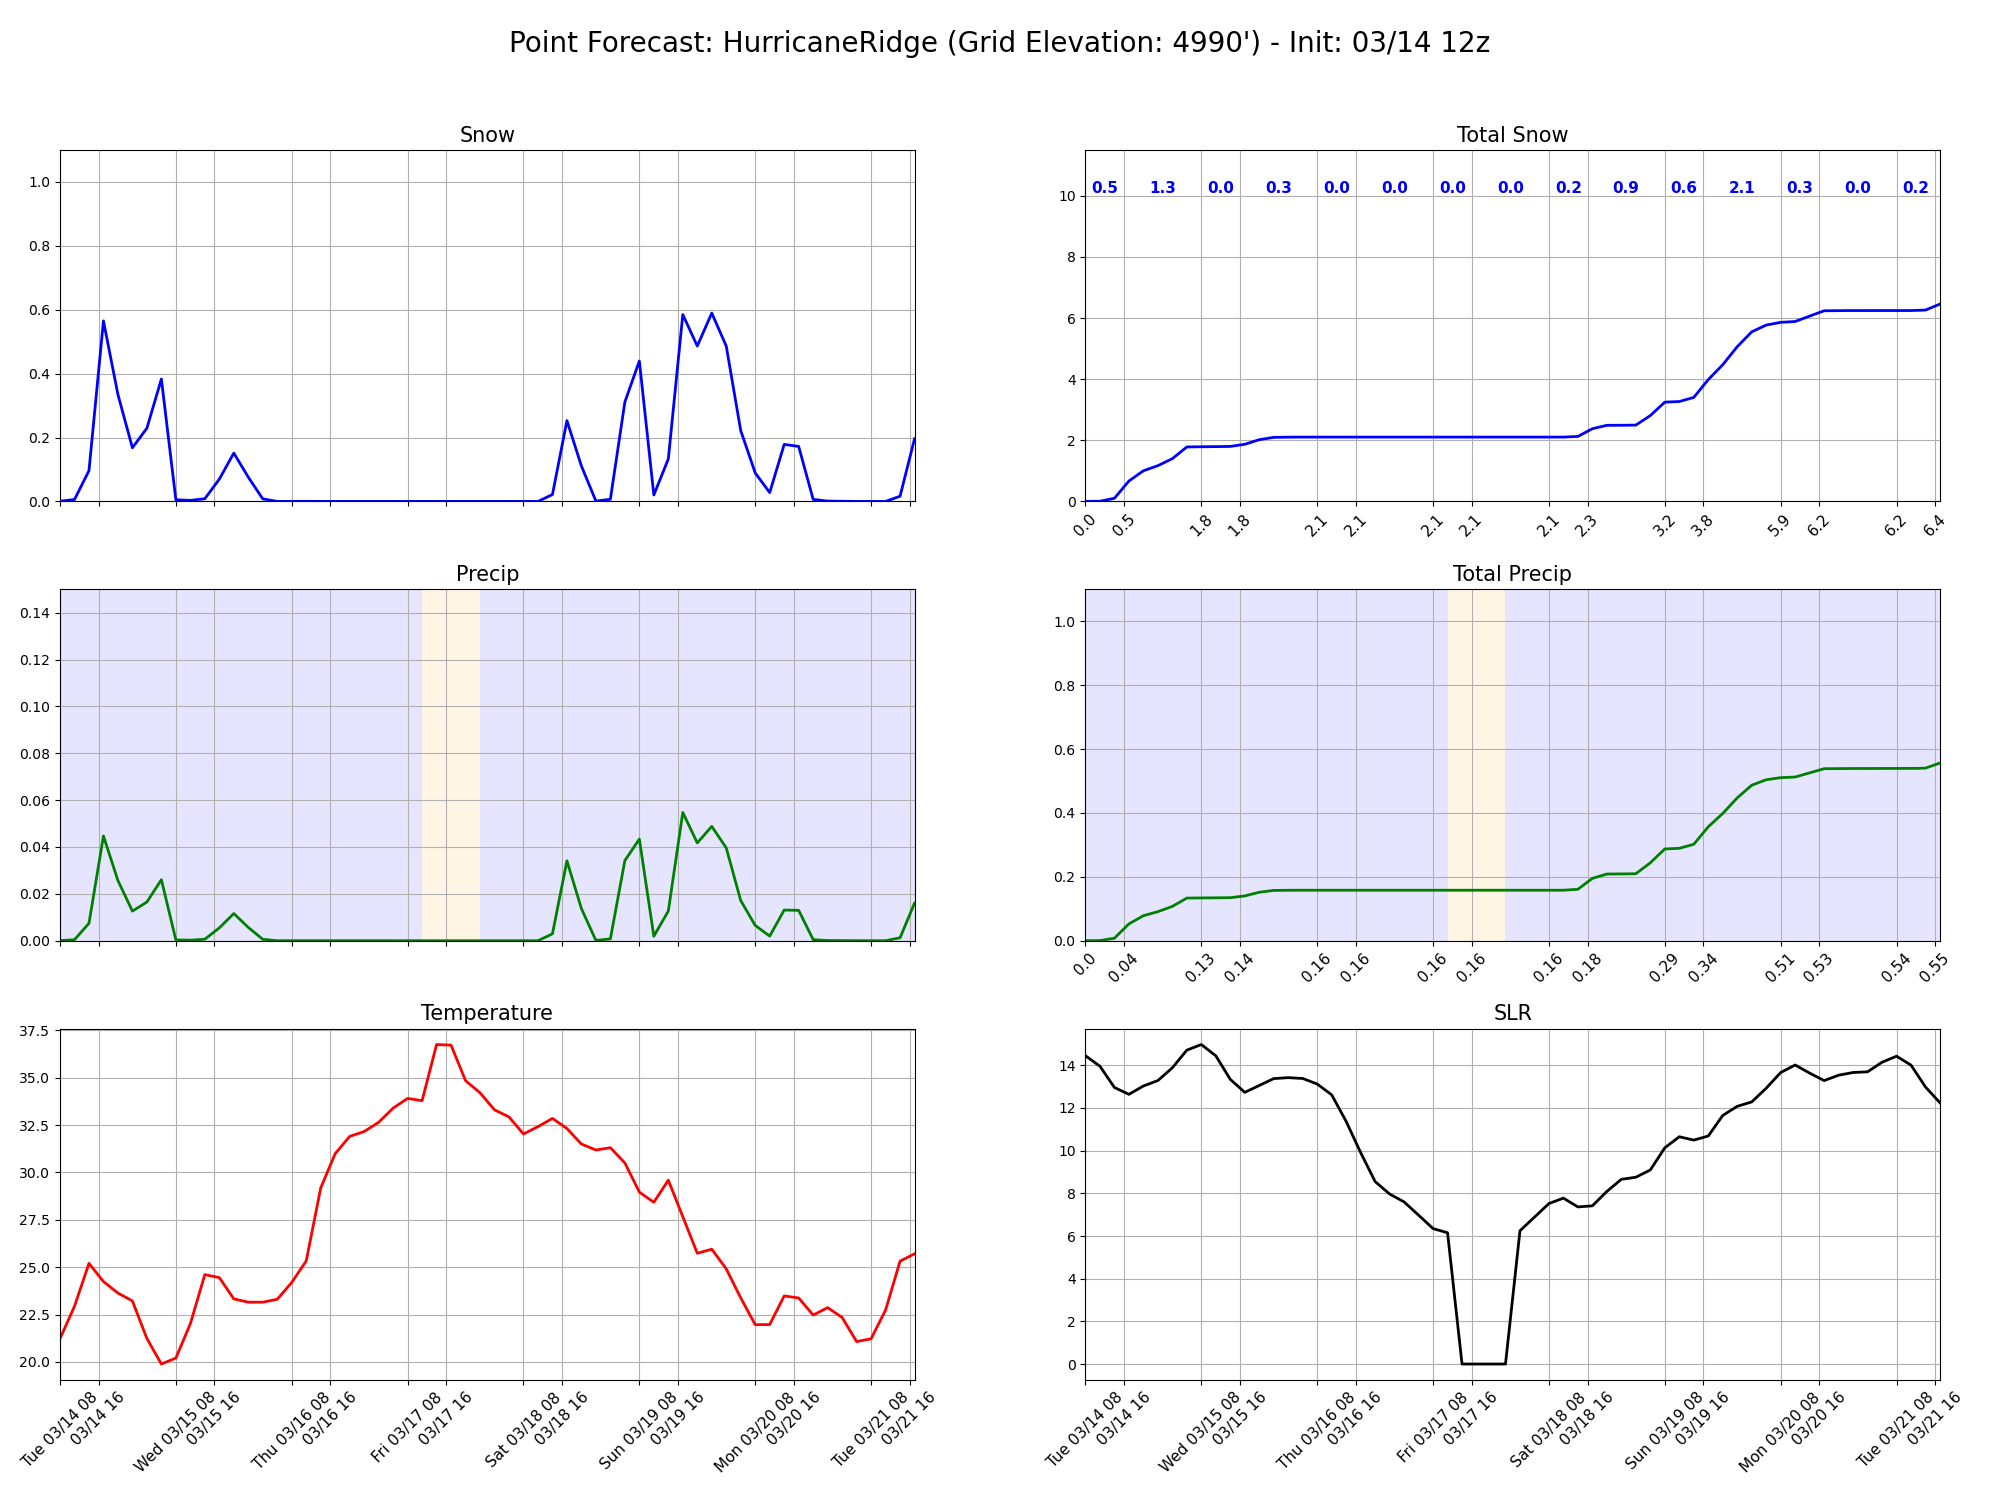 Point Forecast: HurricaneRidge (Grid Elevation: 4990') - Init: 03/14 12z
Snow
1.0
0.8
0.6
0.4
0.2
0.0
Total Snow
0.5 1.3 0.0 0.3 0.0 0.0 0.0 0.0 0.2 0.9 0.6 2.1 0.3 0.0 0.2
10
8
6
4
2
0
0.0 0.5 1.8 1.8 2.1 2.1 2.1 2.1 2.1 2.3 3.2 3.8 5.9 6.2 6.2 6.4
Precip
0.14
0.12
0.10
0.08
0.06
0.04
0.02
0.00
Total Precip
1.0
0.8
0.6
0.4
0.2
0.0
0.0 0.04 0.13 0.14 0.16 0.16 0.16 0.16 0.16 0.18 0.29 0.34 0.51 0.53 0.54 0.55
Temperature
37.5
35.0
32.5
30.0
27.5
25.0
22.5
20.0
Tue 03/14 08
03/14 16
Wed 03/15 08
03/15 16
Thu 03/16 08
03/16 16
Fri 03/17 08
03/17 16
Sat 03/18 08
03/18 16
Sun 03/19 08
03/19 16
Mon 03/20 08
03/20 16
Tue 03/21 08
03/21 16
SLR
14
12
10
8
6
4
2
0
Tue 03/14 08
03/14 16
Wed 03/15 08
03/15 16
Thu 03/16 08
03/16 16
Fri 03/17 08
03/17 16
Sat 03/18 08
03/18 16
Sun 03/19 08
03/19 16
Mon 03/20 08
03/20 16
Tue 03/21 08
03/21 16